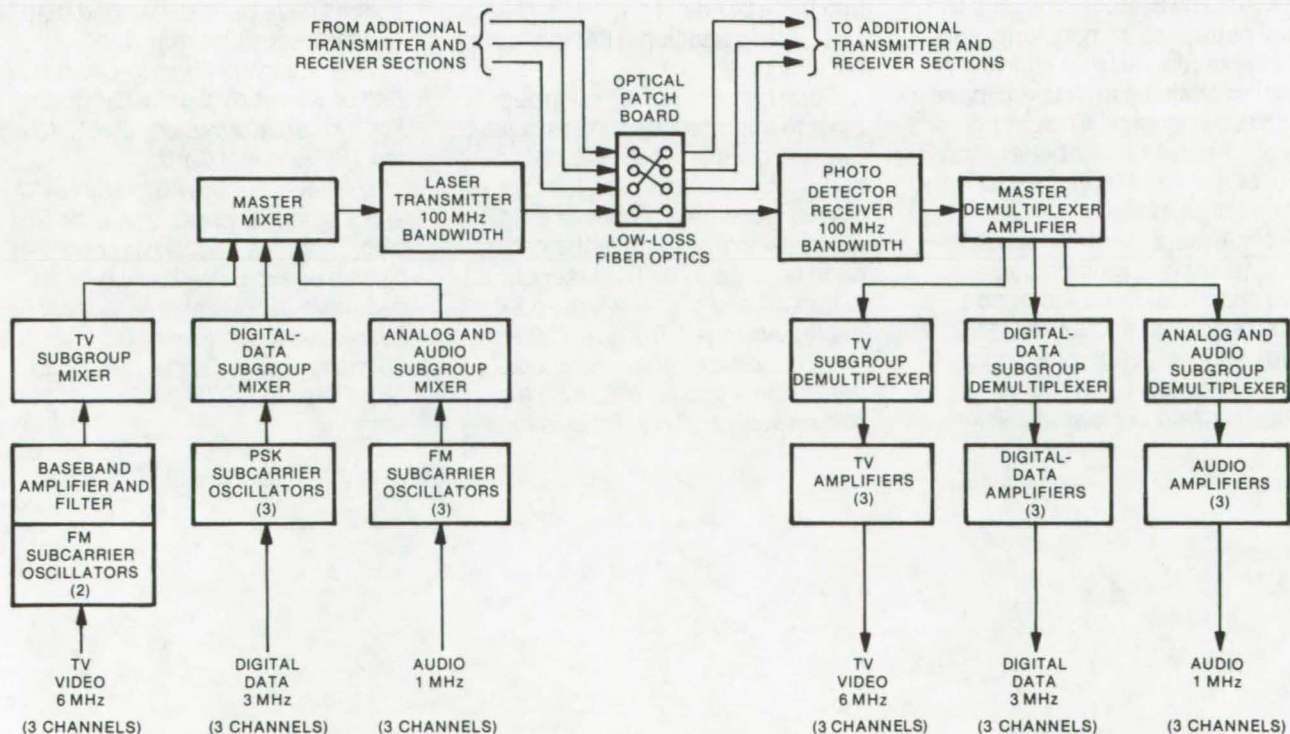 FROM ADDITIONAL
TRANSMITTER AND
RECEIVER SECTIONS
TO ADDITIONAL
TRANSMITTER AND
RECEIVER SECTIONS
OPTICAL
PATCH
BOARD
MASTER
MIXER
LASER
TRANSMITTER
100 MHz
BANDWIDTH
LOW-LOSS
FIBER OPTICS
PHOTO
DETECTOR
RECEIVER
100 MHz
BANDWIDTH
MASTER
DEMULTIPLEXER
AMPLIFIER
TV
SUBGROUP
MIXER
DIGITAL-
DATA
SUBGROUP
MIXER
ANALOG AND
AUDIO
SUBGROUP
MIXER
TV
SUBGROUP
DEMULTIPLEXER
DIGITAL
DATA
SUBGROUP
DEMULTIPLEXER
ANALOG AND
AUDIO
SUBGROUP
DEMULTIPLEXER
BASEBAND
AMPLIFIER AND
FILTER
FM
SUBCARRIER
OSCILLATORS
(2)
PSK
SUBCARRIER
OSCILLATORS
(3)
FM
SUBCARRIER
OSCILLATORS
(3)
TV
AMPLIFIERS
(3)
DIGITAL-
DATA
AMPLIFIERS
(3)
AUDIO
AMPLIFIERS
(3)
TV
VIDEO
6 MHz
(3 CHANNELS)
DIGITAL
DATA
3 MHz
(3 CHANNELS)
AUDIO
1 MHz
(3 CHANNELS)
TV
VIDEO
6 MHz
(3 CHANNELS)
DIGITAL
DATA
3 MHz
(3 CHANNELS)
AUDIO
1 MHz
(3 CHANNELS)